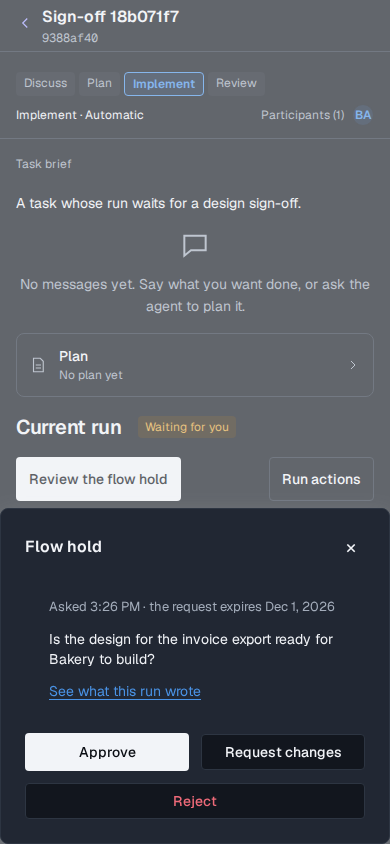 Sign-off 18b071f7
9388af40
Discuss
Plan
Implement
Review
Implement · Automatic
Participants (1)
BA
Task brief
A task whose run waits for a design sign-off.
No messages yet. Say what you want done, or ask the
agent to plan it.
Plan
No plan yet
Current run
Waiting for you
Review the flow hold
Run actions
Flow hold
Asked 3:26 PM · the request expires Dec 1, 2026
Is the design for the invoice export ready for
Bakery to build?
See what this run wrote
Approve
Request changes
Reject